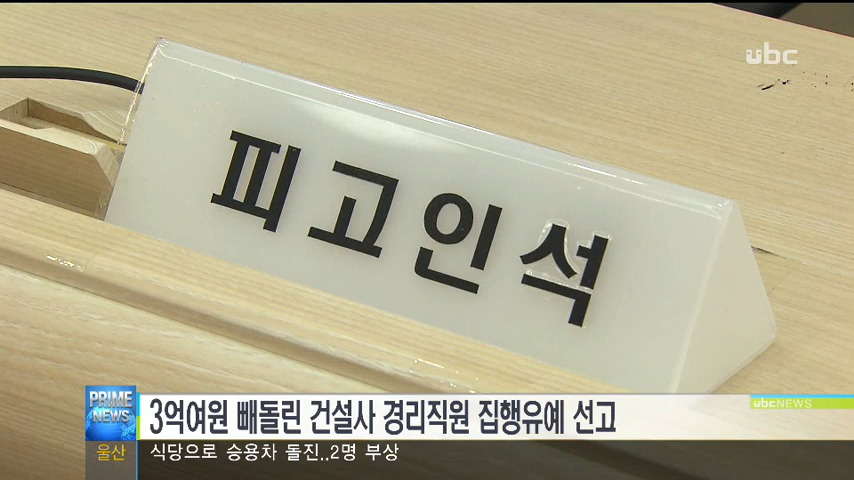 ubc
피고인석
PRIME NEWS
3억여원 빼돌린 건설사 경리직원 집행유예 선고
ubcNEWS
울산
식당으로 승용차 돌진..2명 부상